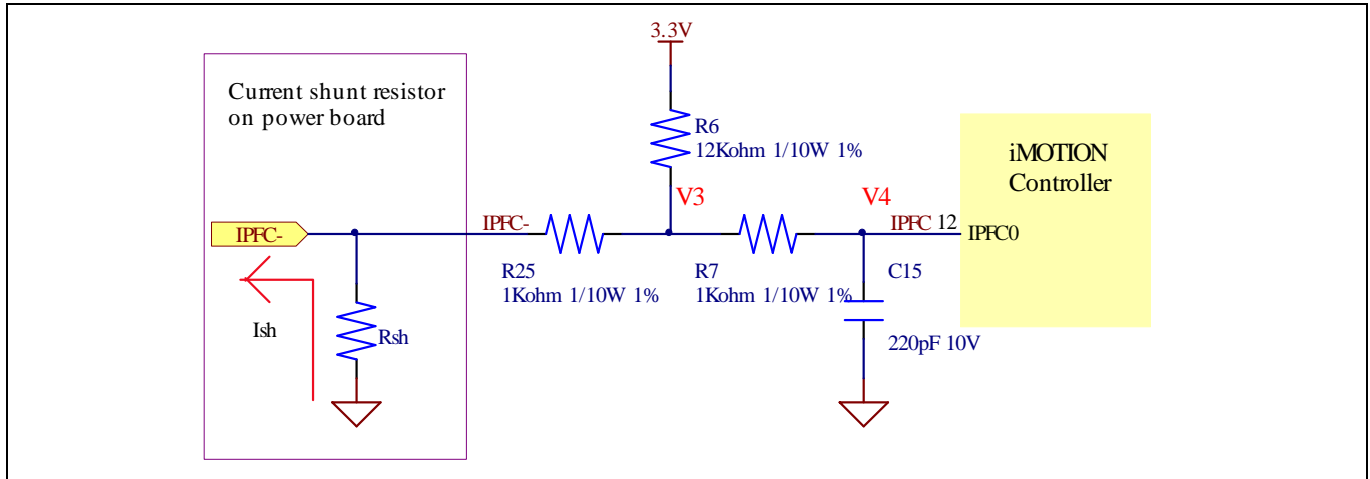 3.3V
Current shunt resistor
on power board
R6
12Kohm 1/10W 1%
iMOTION
Controller
V3
V4
IPFC-
IPFC-
IPFC 12
IPFC0
R25
1Kohm 1/10W 1%
R7
1Kohm 1/10W 1%
C15
220pF 10V
Ish
Rsh